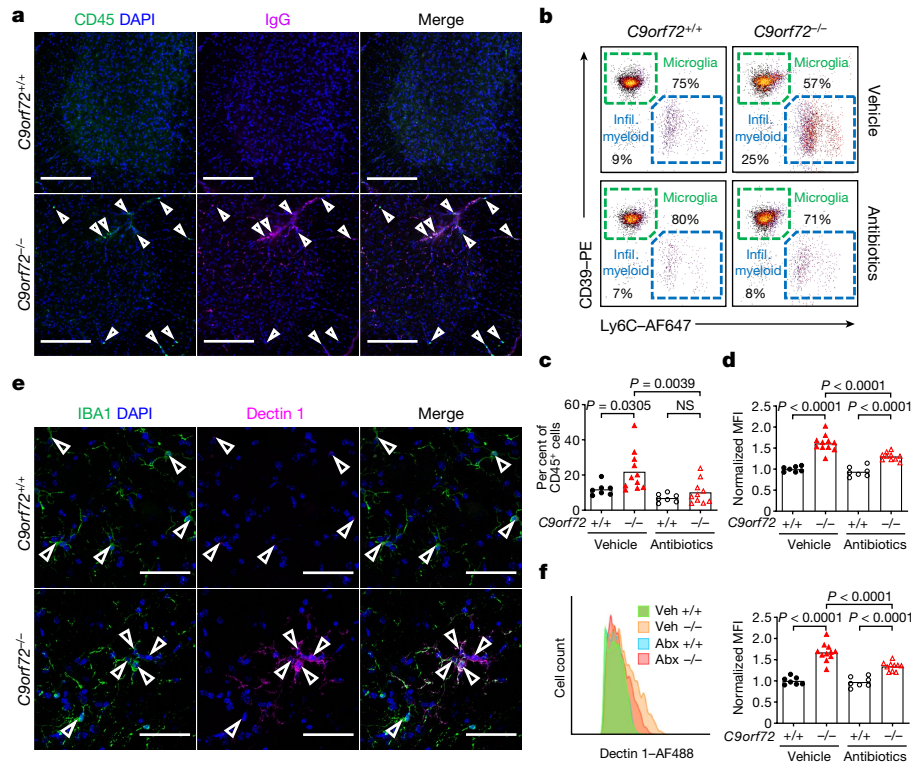 a
CD45 DAPI
IgG
Merge
C9orf72+/+
C9orf72−/−
b
C9orf72+/+
C9orf72−/−
Microglia
75%
Infil.
myeloid
9%
Microglia
57%
Infil.
myeloid
25%
Vehicle
Microglia
80%
Infil.
myeloid
7%
Microglia
71%
Infil.
myeloid
8%
Antibiotics
CD39–PE
Ly6C–AF647
c
P = 0.0039
P = 0.0305
NS
Per cent of
CD45+ cells
60
40
20
0
C9orf72 +/+ −/− +/+ −/−
Vehicle Antibiotics
d
P < 0.0001
P < 0.0001 P < 0.0001
Normalized MFI
2.5
2.0
1.5
1.0
0.5
0
C9orf72 +/+ −/− +/+ −/−
Vehicle Antibiotics
e
IBA1 DAPI
Dectin 1
Merge
C9orf72+/+
C9orf72−/−
f
Cell count
Veh +/+
Veh −/−
Abx +/+
Abx −/−
Dectin 1–AF488
P < 0.0001
P < 0.0001 P < 0.0001
Normalized MFI
2.5
2.0
1.5
1.0
0.5
0
C9orf72 +/+ −/− +/+ −/−
Vehicle Antibiotics